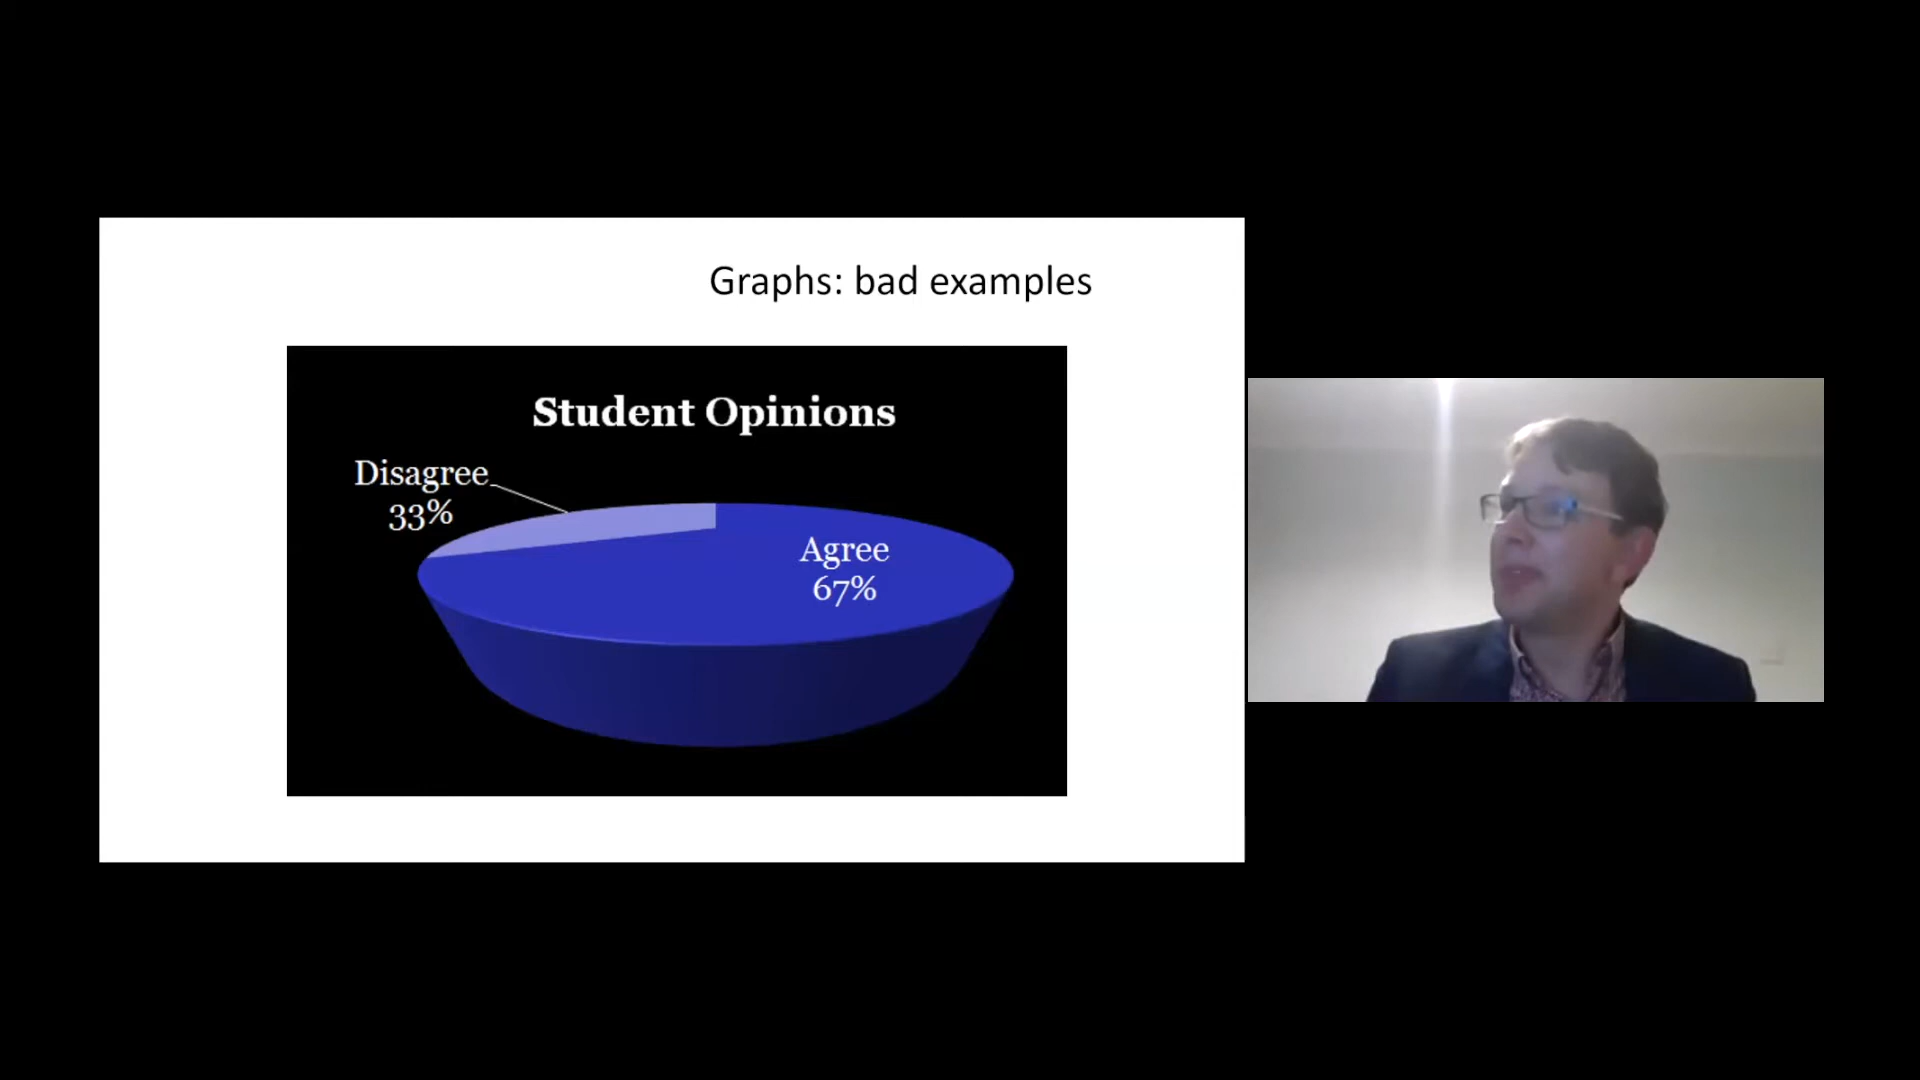 Graphs: bad examples
Student Opinions
Disagree
33%
Agree
67%